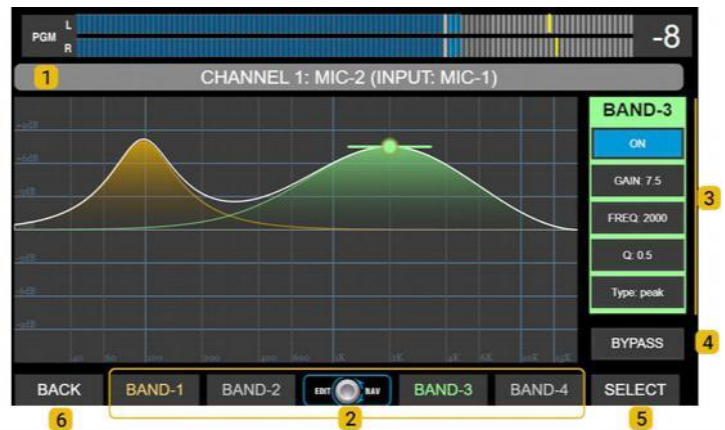 L
PGM
R
-8
1
CHANNEL 1: MIC-2 (INPUT: MIC-1)
BAND-3
ON
GAIN: 7.5
3
FREQ: 2000
Q: 0.5
Type: peak
BYPASS
4
BACK
BAND-1
BAND-2
EDIT
NAV
BAND-3
BAND-4
SELECT
6
2
5